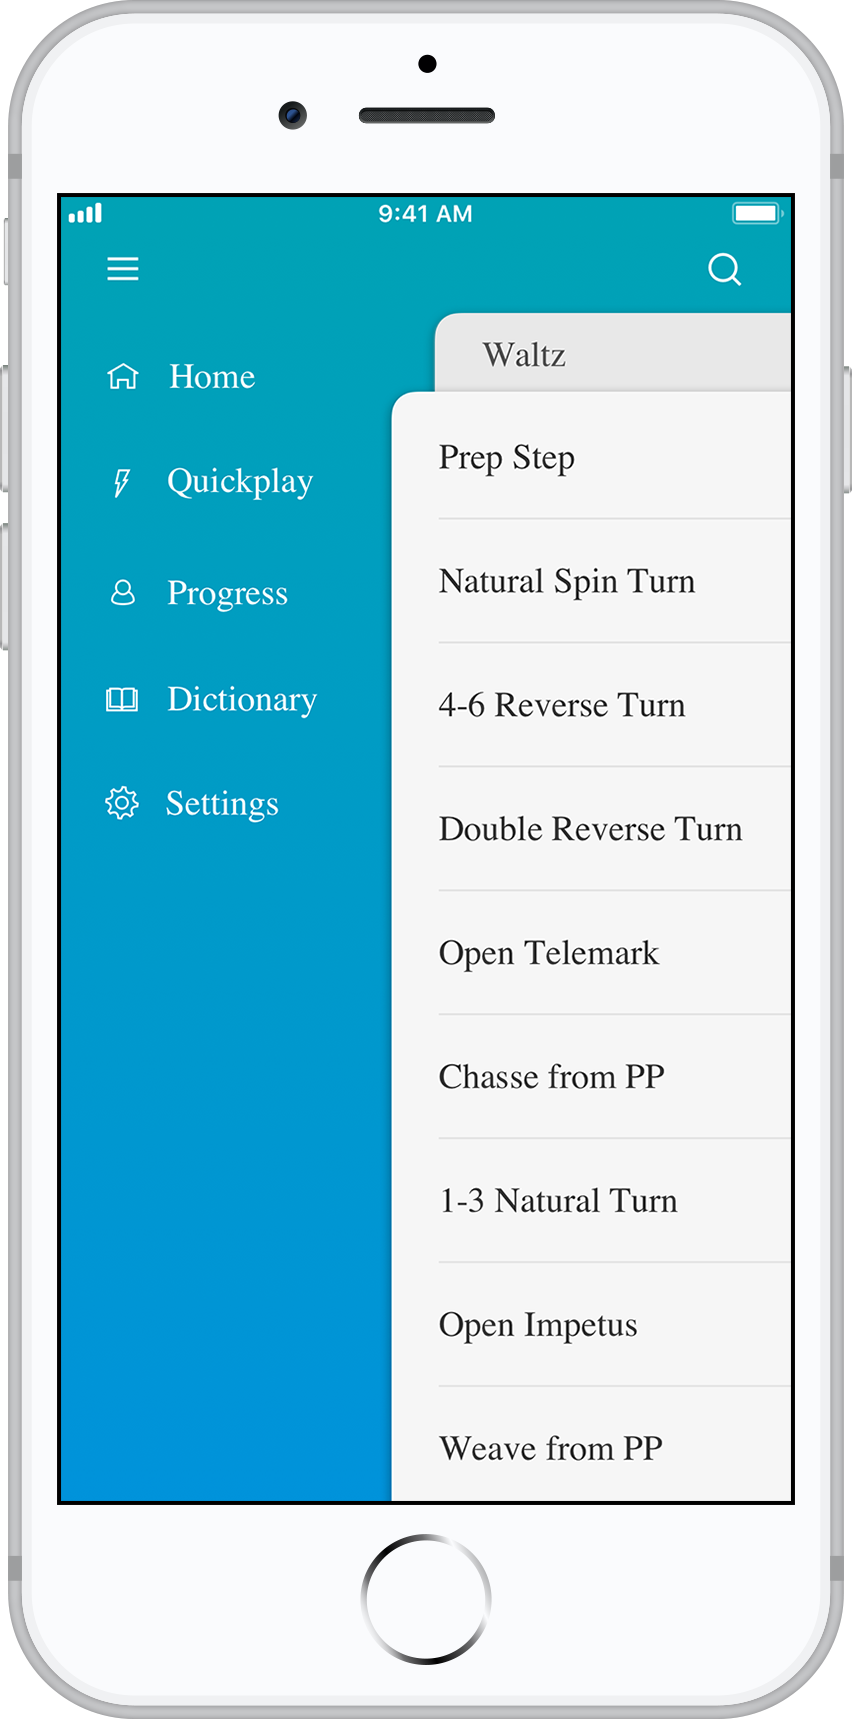 9:41 AM
Home
Quickplay
Progress
Dictionary
Settings
Waltz
Prep Step
Natural Spin Turn
4-6 Reverse Turn
Double Reverse Turn
Open Telemark
Chasse from PP
1-3 Natural Turn
Open Impetus
Weave from PP